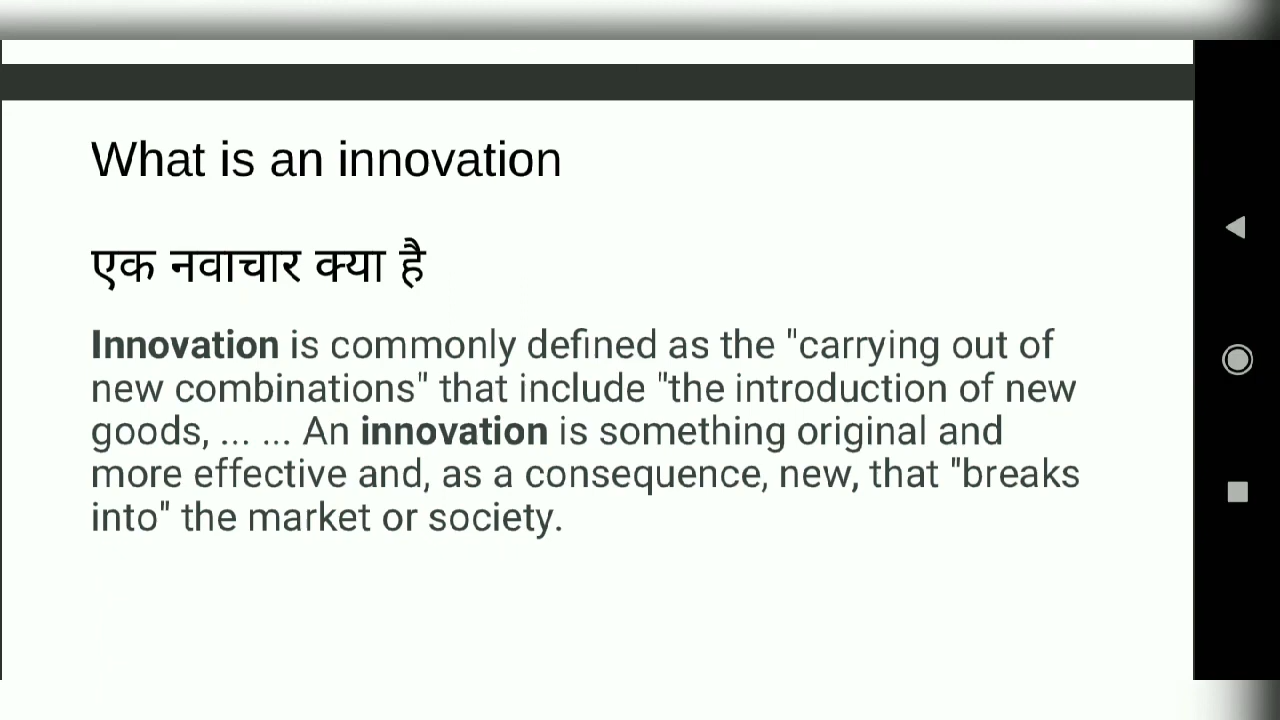 What is an innovation
एक नवाचार क्या है
Innovation is commonly defined as the "carrying out of
new combinations" that include "the introduction of new
goods, ... ... An innovation is something original and
more effective and, as a consequence, new, that "breaks
into" the market or society.